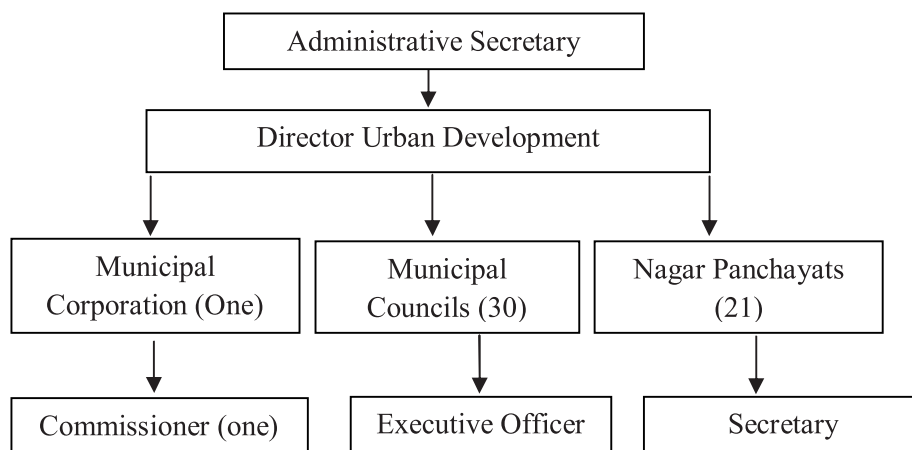 Administrative Secretary
Director Urban Development
Municipal
Corporation (One)
Municipal
Councils (30)
Nagar Panchayats
(21)
Commissioner (one)
Executive Officer
Secretary